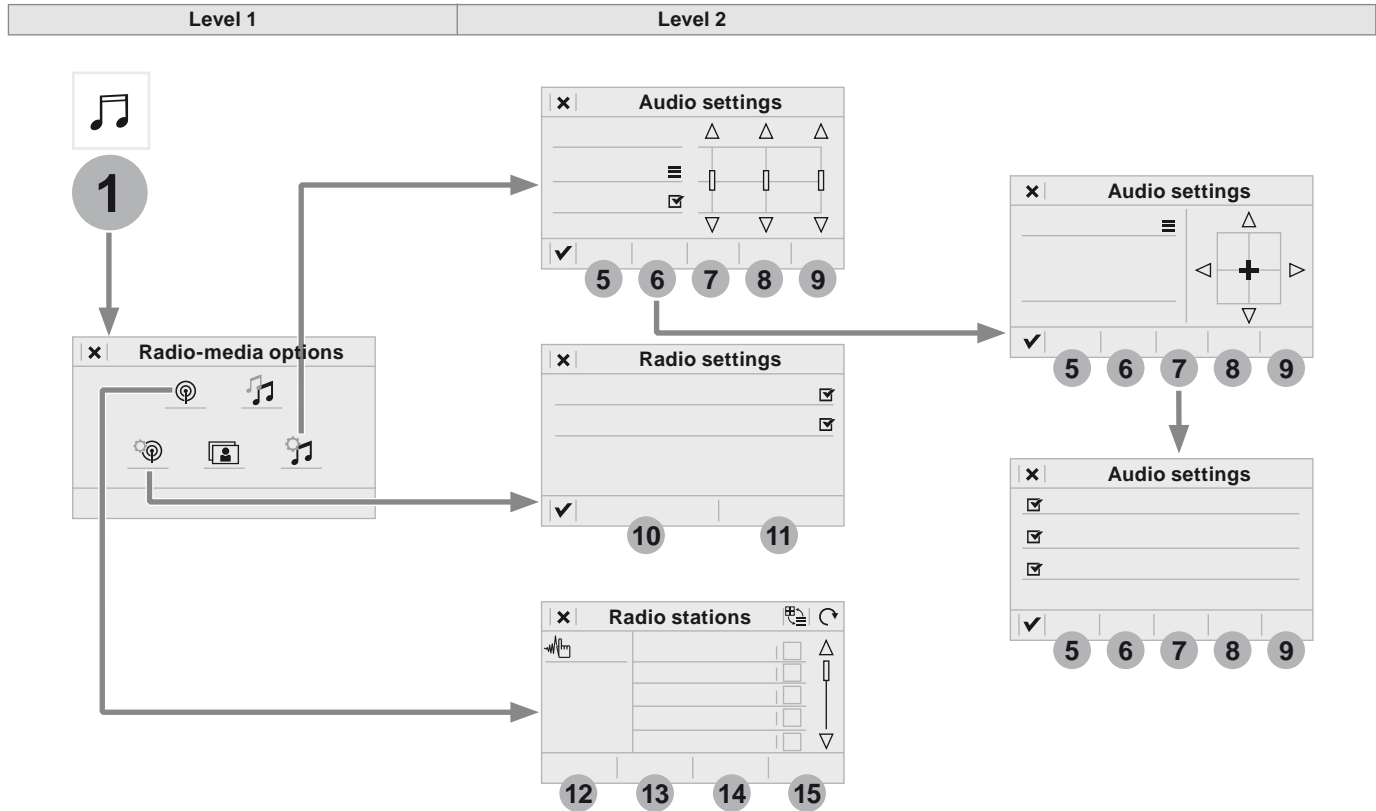 Level 1
Level 2
1
Radio-media options
Audio settings
5 6 7 8 9
Audio settings
5 6 7 8 9
Radio settings
10 11
Audio settings
5 6 7 8 9
Radio stations
12 13 14 15